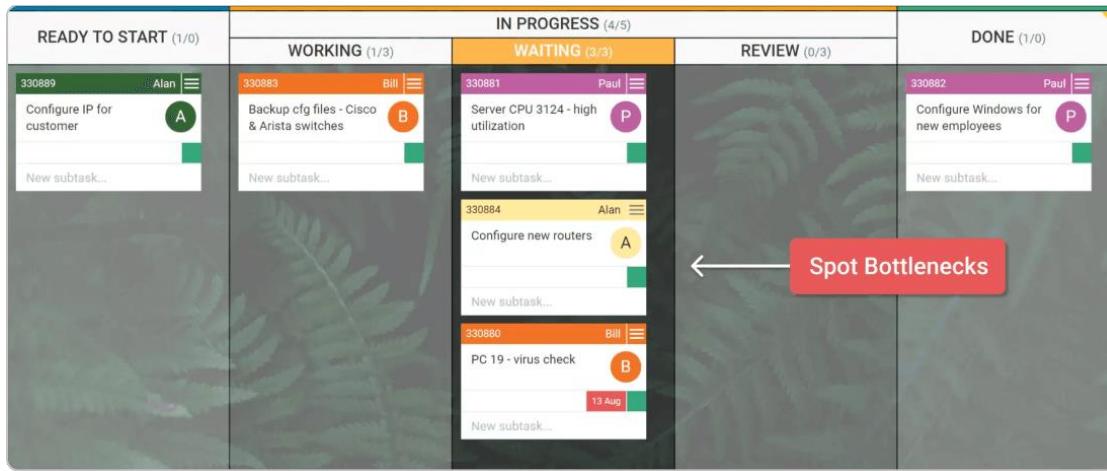 READY TO START (1/0)
IN PROGRESS (4/5)
WORKING (1/3)
WAITING (3/3)
REVIEW (0/3)
DONE (1/0)
330889 Alan
Configure IP for
customer
A
New subtask...
330883 Bill
Backup cfg files - Cisco
& Arista switches
B
New subtask...
330881 Paul
Server CPU 3124 - high
utilization
P
New subtask...
330884 Alan
Configure new routers
A
New subtask...
330880 Bill
PC 19 - virus check
B
13 Aug
New subtask...
Spot Bottlenecks
330882 Paul
Configure Windows for
new employees
P
New subtask...